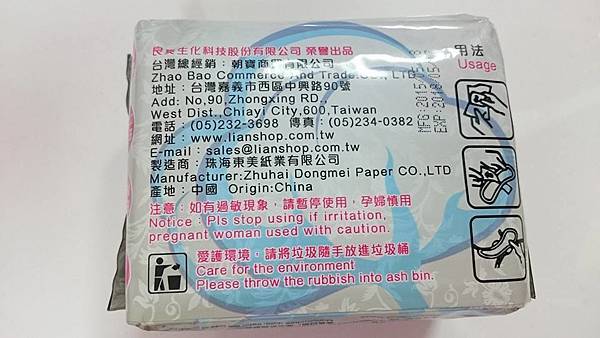 良英生化科技股份有限公司 榮譽出品
台灣總經銷：朝寶商貿有限公司
Zhao Bao Commerce And Trade.Co., LTD
地址：台灣嘉義市西區中興路90號
Add: No,90,Zhongxing RD.,
West Dist.,Chiayi City,600,Taiwan
電話：(05)232-3698 傳真：(05)234-0382
網址：www.lianshop.com.tw
E-mail：sales@lianshop.com.tw
製造商：珠海東美紙業有限公司
Manufacturer:Zhuhai Dongmei Paper CO.,LTD
產地：中國 Origin:China
注意：如有過敏現象，請暫停使用，孕婦慎用
Notice：Pls stop using if irritation,
pregnant woman used with caution.
愛護環境，請將垃圾隨手放進垃圾桶
Care for the environment
Please throw the rubbish into ash bin.
用法
Usage